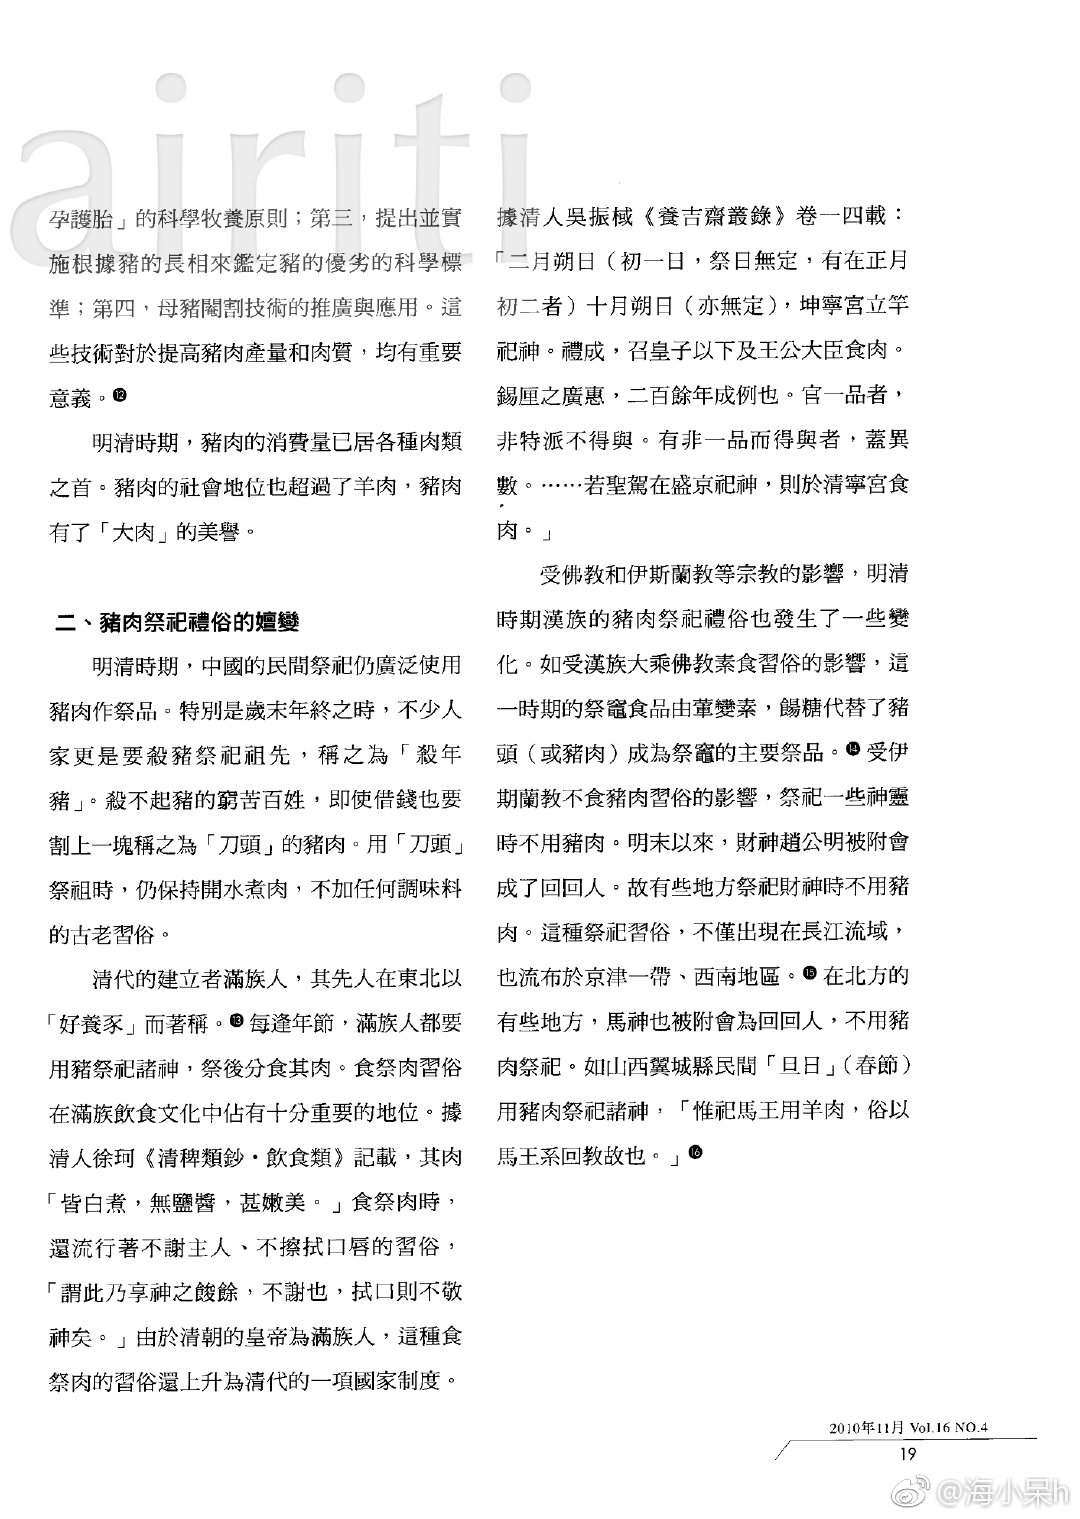 airiti
孕護胎」的科學牧養原則；第三，提出並實
施根據豬的長相來鑑定豬的優劣的科學標
準；第四，母豬閹割技術的推廣與應用。這
些技術對於提高豬肉產量和肉質，均有重要
意義。⓬
明清時期，豬肉的消費量已居各種肉類
之首。豬肉的社會地位也超過了羊肉，豬肉
有了「大肉」的美譽。
二、豬肉祭祀禮俗的嬗變
明清時期，中國的民間祭祀仍廣泛使用
豬肉作祭品。特別是歲末年終之時，不少人
家更是要殺豬祭祀祖先，稱之為「殺年
豬」。殺不起豬的窮苦百姓，即使借錢也要
割上一塊稱之為「刀頭」的豬肉。用「刀頭」
祭祖時，仍保持開水煮肉，不加任何調味料
的古老習俗。
清代的建立者滿族人，其先人在東北以
「好養豕」而著稱。⓭每逢年節，滿族人都要
用豬祭祀諸神，祭後分食其肉。食祭肉習俗
在滿族飲食文化中佔有十分重要的地位。據
清人徐珂《清稗類鈔·飲食類》記載，其肉
「皆白煮，無鹽醬，甚嫩美。」食祭肉時，
還流行著不謝主人、不擦拭口唇的習俗，
「謂此乃享神之餕餘，不謝也，拭口則不敬
神矣。」由於清朝的皇帝為滿族人，這種食
祭肉的習俗還上升為清代的一項國家制度。
據清人吳振棫《養吉齋叢錄》卷一四載：
「二月朔日（初一日，祭日無定，有在正月
初二者）十月朔日（亦無定），坤寧宮立竿
祀神。禮成，召皇子以下及王公大臣食肉。
錫厘之廣惠，二百餘年成例也。官一品者，
非特派不得與。有非一品而得與者，蓋異
數。……若聖駕在盛京祀神，則於清寧宮食
肉。」
受佛教和伊斯蘭教等宗教的影響，明清
時期漢族的豬肉祭祀禮俗也發生了一些變
化。如受漢族大乘佛教素食習俗的影響，這
一時期的祭竈食品由葷變素，餳糖代替了豬
頭（或豬肉）成為祭竈的主要祭品。⓮受伊
期蘭教不食豬肉習俗的影響，祭祀一些神靈
時不用豬肉。明末以來，財神趙公明被附會
成了回回人。故有些地方祭祀財神時不用豬
肉。這種祭祀習俗，不僅出現在長江流域，
也流布於京津一帶、西南地區。⓯在北方的
有些地方，馬神也被附會為回回人，不用豬
肉祭祀。如山西翼城縣民間「旦日」（春節）
用豬肉祭祀諸神，「惟祀馬王用羊肉，俗以
馬王系回教故也。」⓰
2010年11月 Vol.16 NO.4
19
@海小呆h